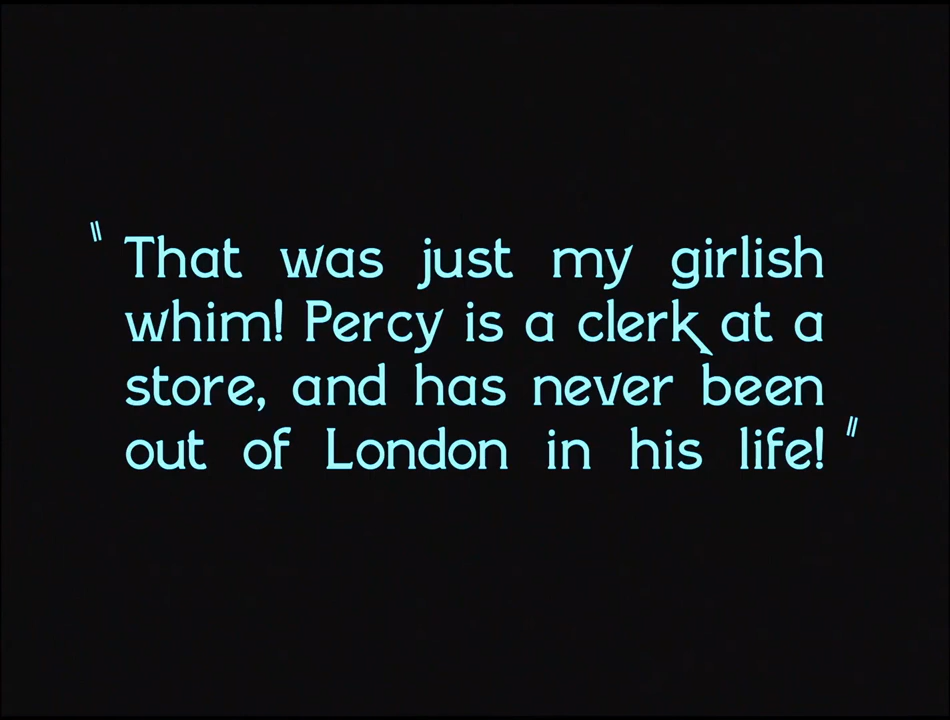 "That was just my girlish
whim! Percy is a clerk at a
store, and has never been
out of London in his life!"